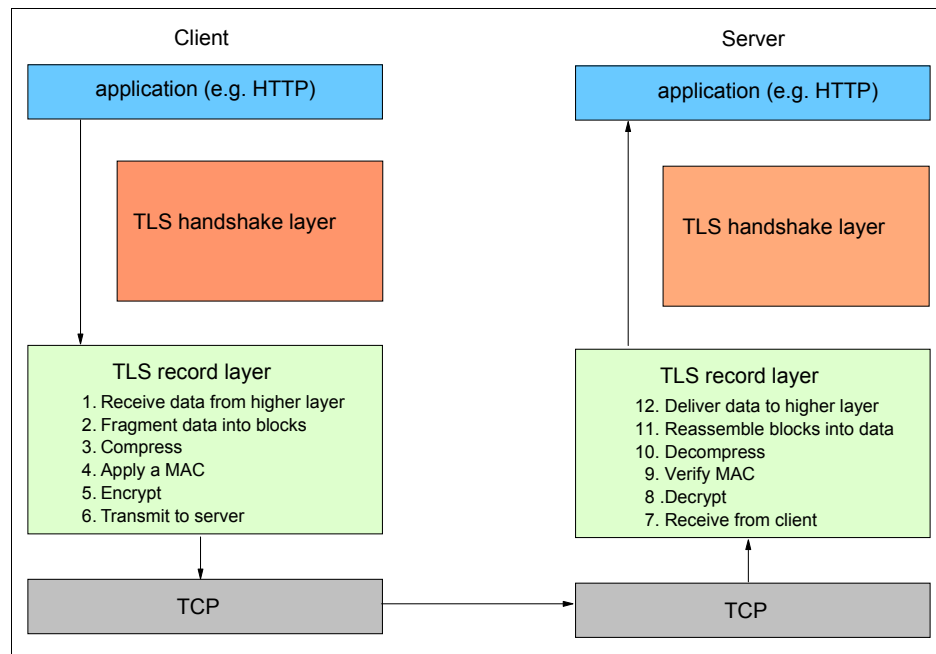 Client
Server
application (e.g. HTTP)
application (e.g. HTTP)
TLS handshake layer
TLS handshake layer
TLS record layer
1. Receive data from higher layer
2. Fragment data into blocks
3. Compress
4. Apply a MAC
5. Encrypt
6. Transmit to server
TLS record layer
12. Deliver data to higher layer
11. Reassemble blocks into data
10. Decompress
9. Verify MAC
8 .Decrypt
7. Receive from client
TCP
TCP